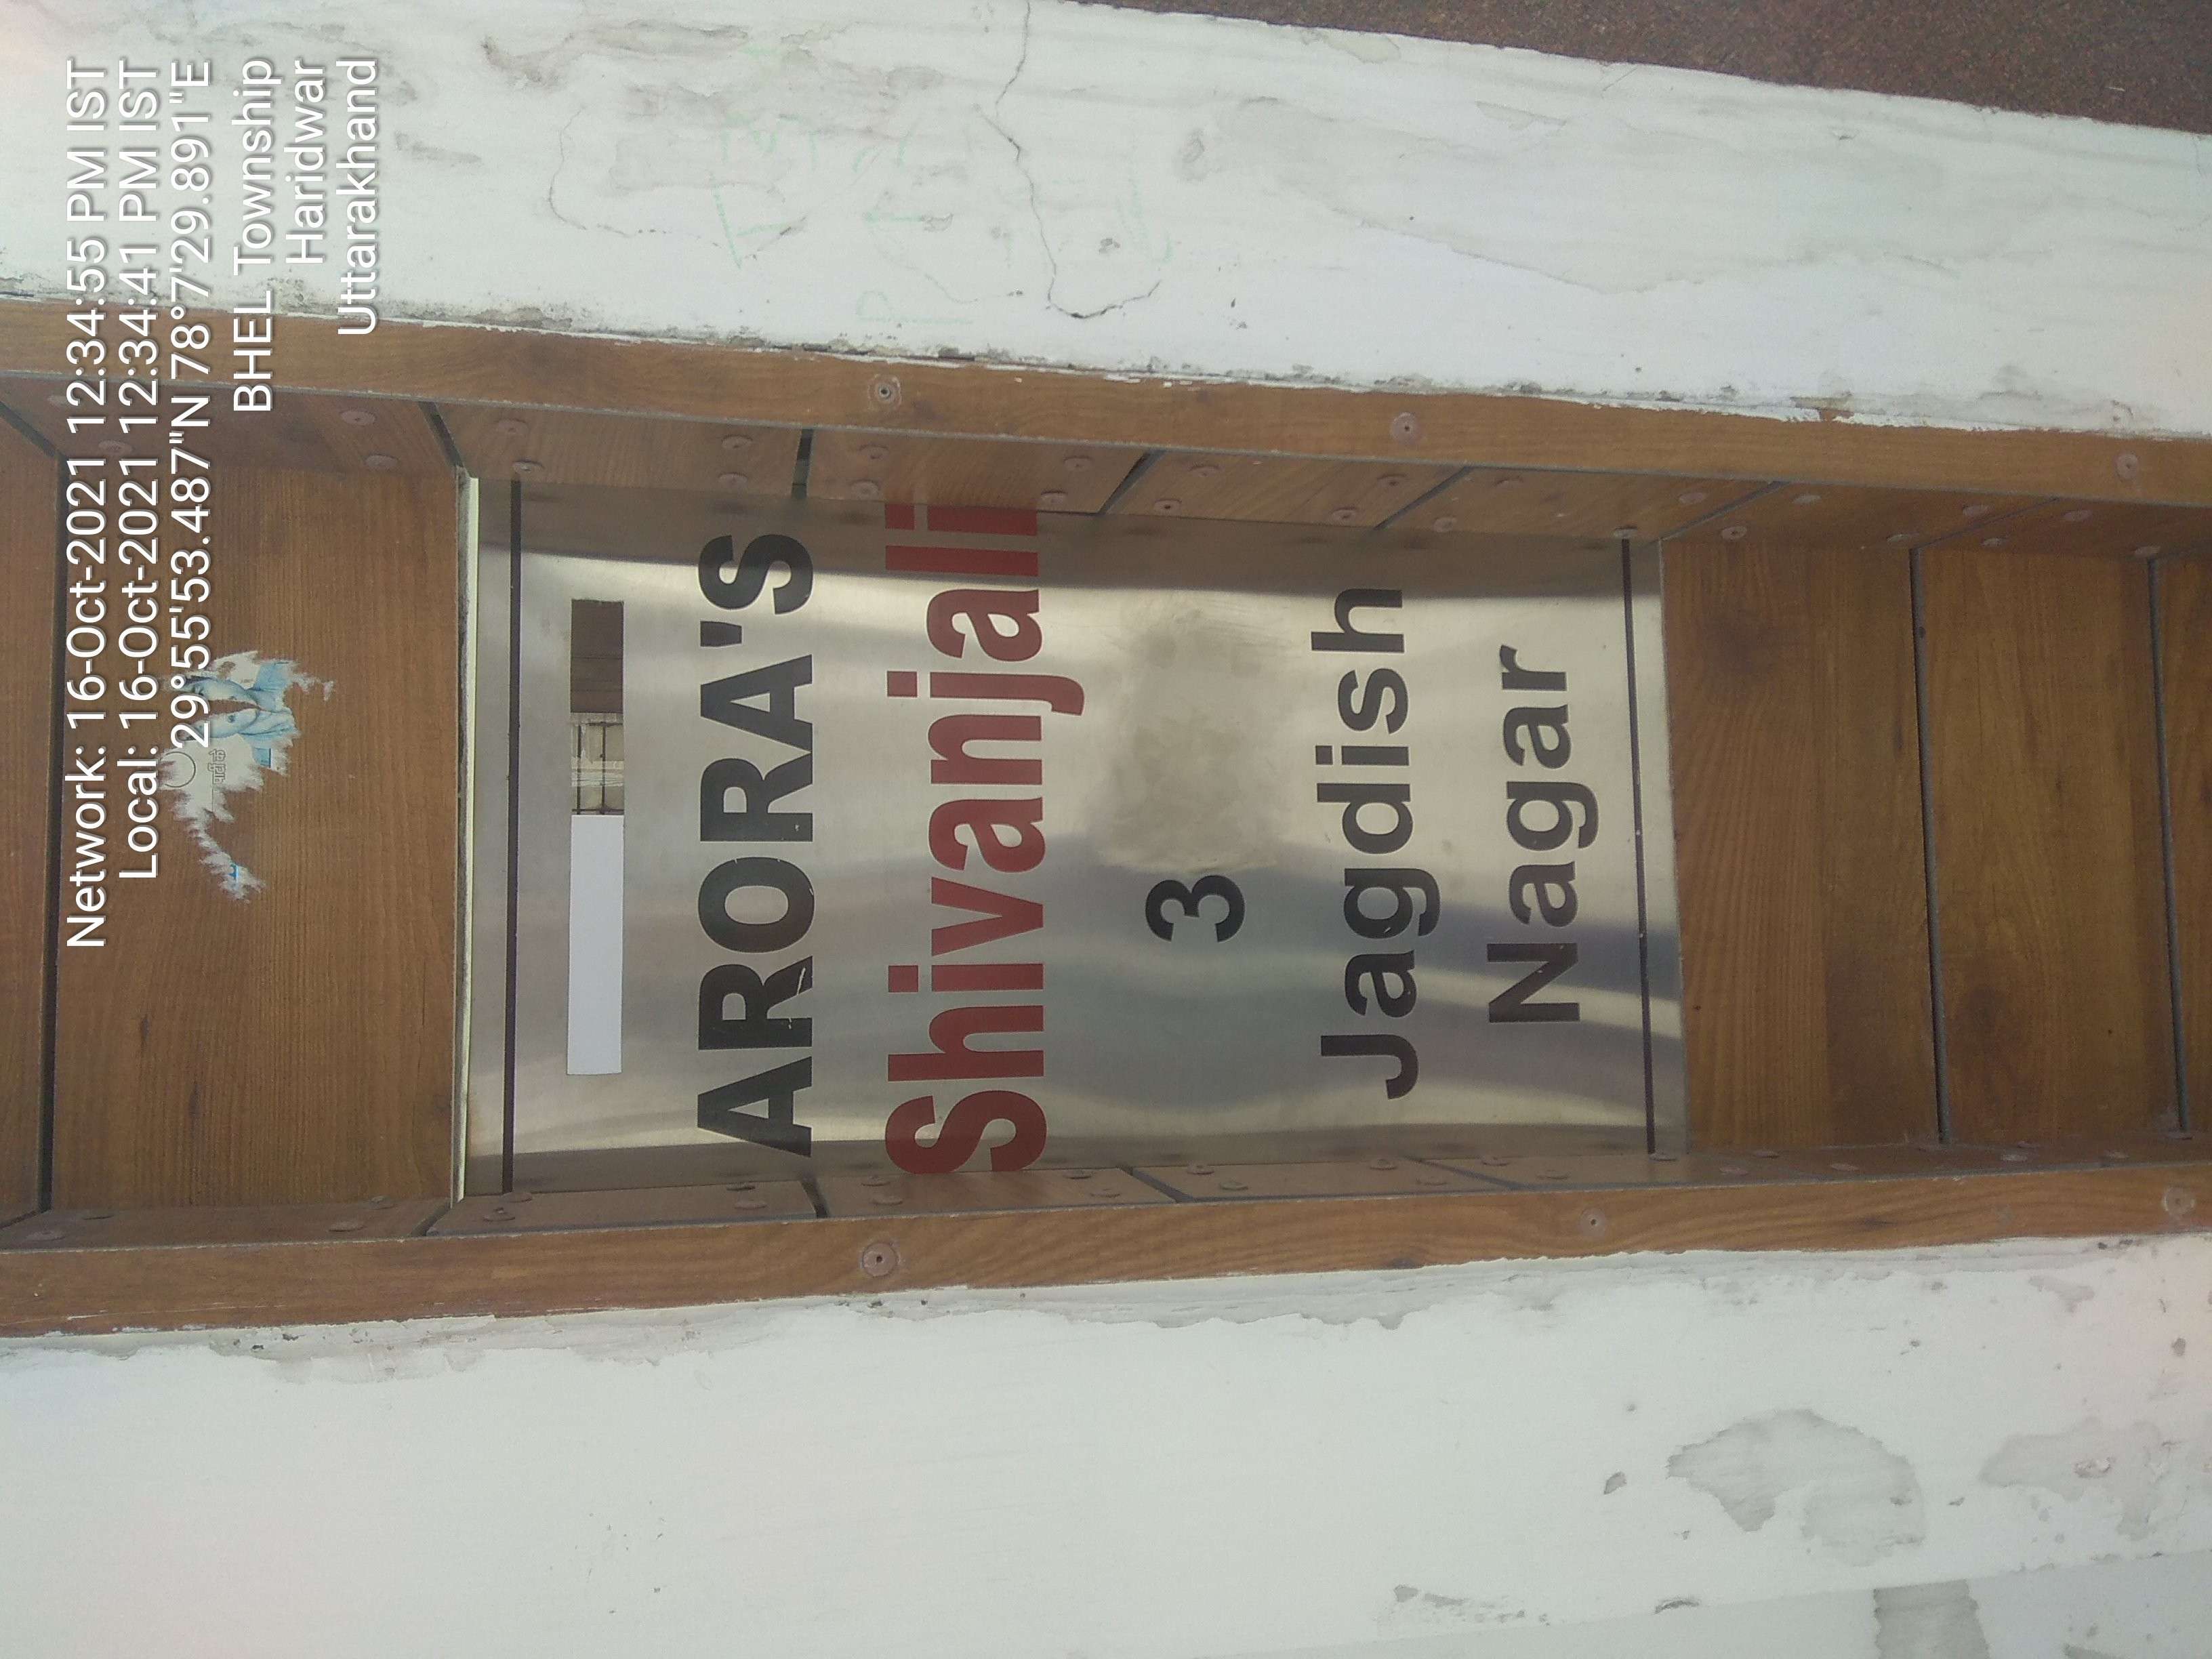 Network: 16-Oct-2021 12:34:55 PM IST
Local: 16-Oct-2021 12:34:41 PM IST
29°55'53.487"N 78°7'29.891"E
BHEL Township
Haridwar
Uttarakhand
ARORA'S
Shivanjali
3
Jagdish
Nagar